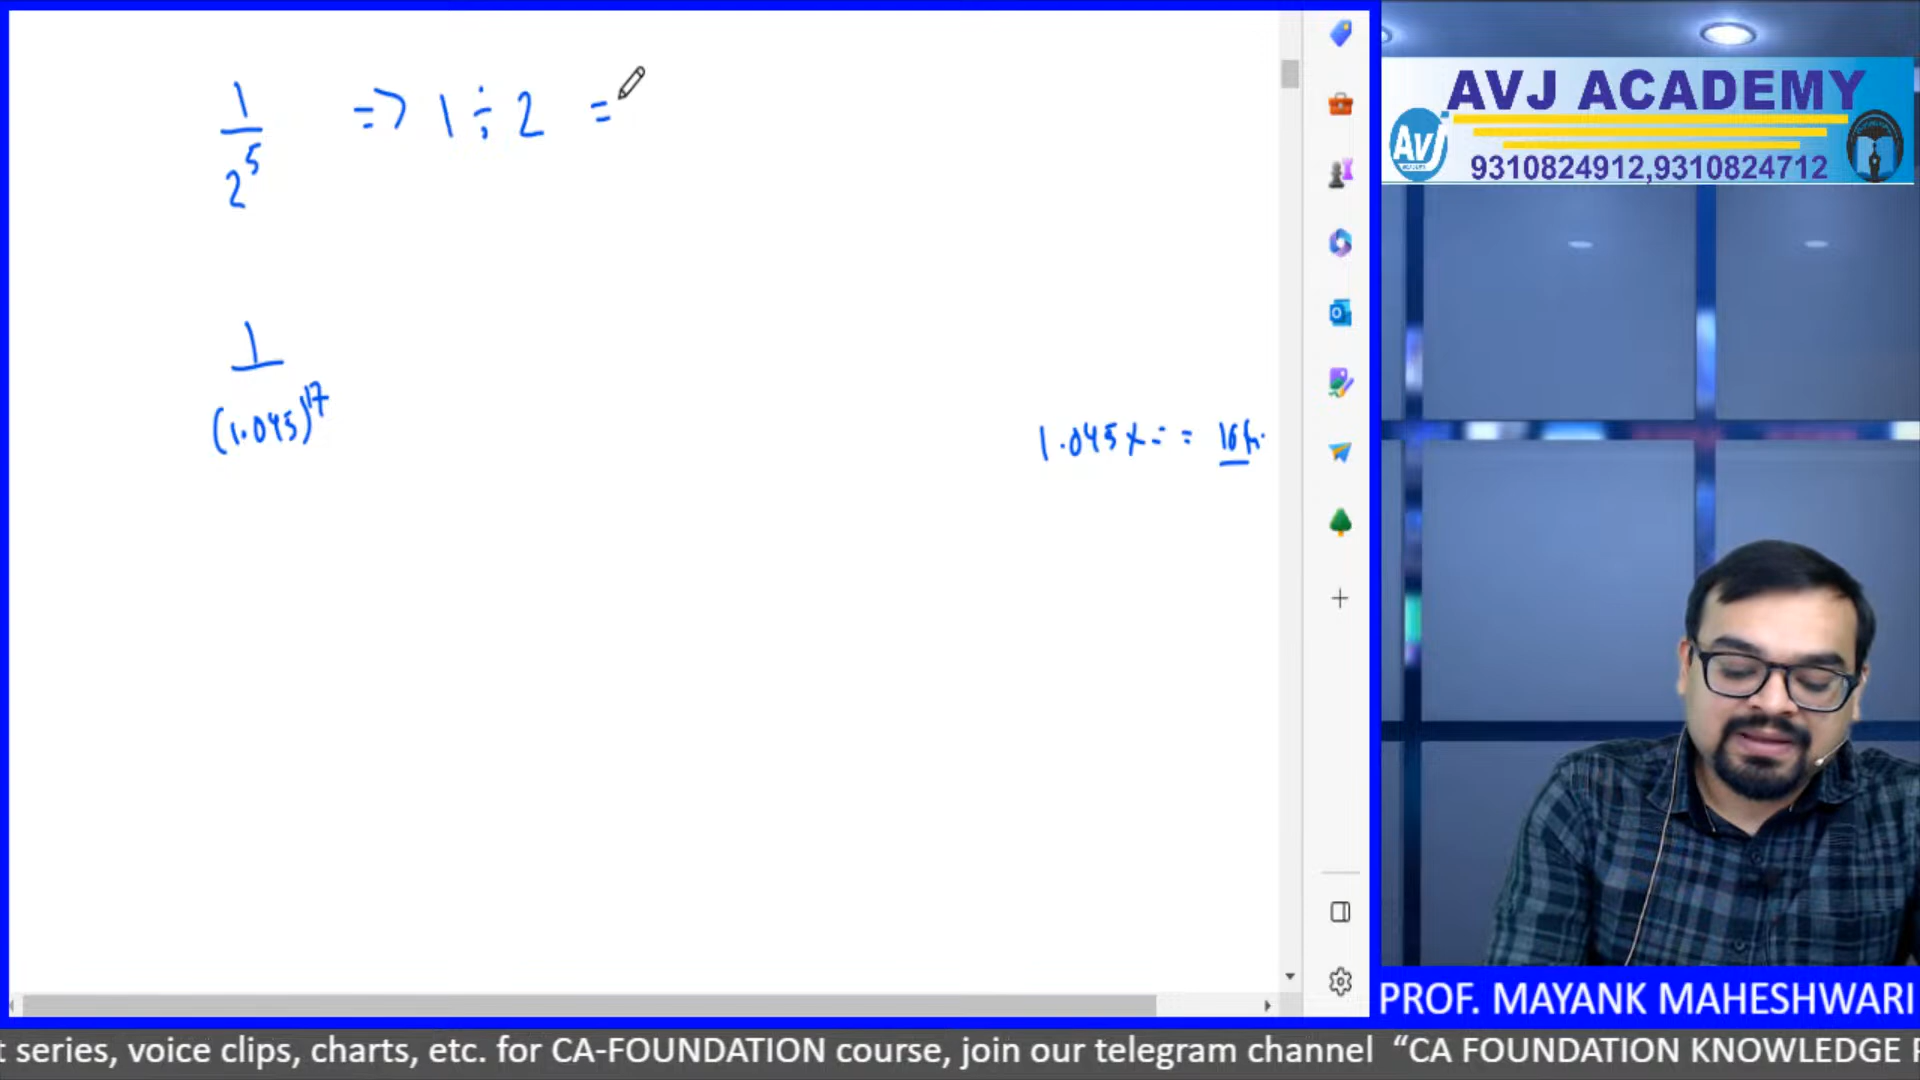 1/2^5 => 1 ÷ 2 =
1/(1.045)^17
1.045 x = =
AVJ ACADEMY
AVJ
9310824912,9310824712
PROF. MAYANK MAHESHWARI
t series, voice clips, charts, etc. for CA-FOUNDATION course, join our telegram channel “CA FOUNDATION KNOWLEDGE